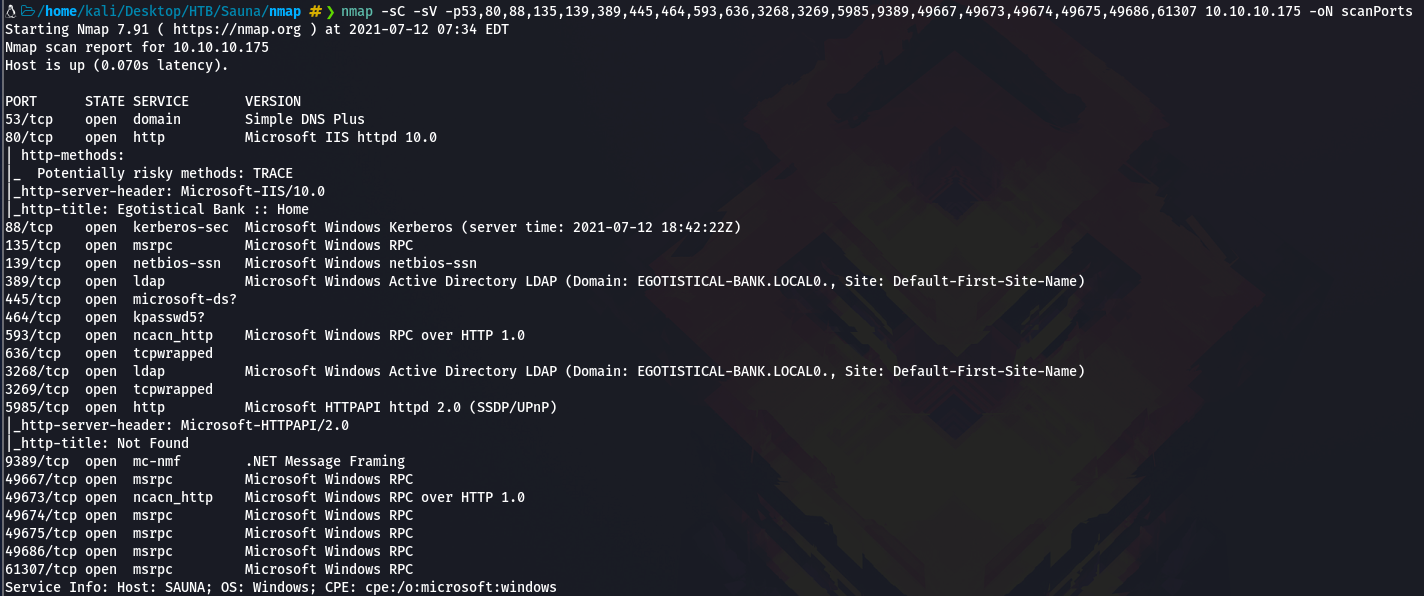 /home/kali/Desktop/HTB/Sauna/nmap # ❯ nmap -sC -sV -p53,80,88,135,139,389,445,464,593,636,3268,3269,5985,9389,49667,49673,49674,49675,49686,61307 10.10.10.175 -oN scanPorts
Starting Nmap 7.91 ( https://nmap.org ) at 2021-07-12 07:34 EDT
Nmap scan report for 10.10.10.175
Host is up (0.070s latency).
PORT      STATE SERVICE       VERSION
53/tcp    open  domain        Simple DNS Plus
80/tcp    open  http          Microsoft IIS httpd 10.0
| http-methods:
|_  Potentially risky methods: TRACE
|_http-server-header: Microsoft-IIS/10.0
|_http-title: Egotistical Bank :: Home
88/tcp    open  kerberos-sec  Microsoft Windows Kerberos (server time: 2021-07-12 18:42:22Z)
135/tcp   open  msrpc         Microsoft Windows RPC
139/tcp   open  netbios-ssn   Microsoft Windows netbios-ssn
389/tcp   open  ldap          Microsoft Windows Active Directory LDAP (Domain: EGOTISTICAL-BANK.LOCAL0., Site: Default-First-Site-Name)
445/tcp   open  microsoft-ds?
464/tcp   open  kpasswd5?
593/tcp   open  ncacn_http    Microsoft Windows RPC over HTTP 1.0
636/tcp   open  tcpwrapped
3268/tcp  open  ldap          Microsoft Windows Active Directory LDAP (Domain: EGOTISTICAL-BANK.LOCAL0., Site: Default-First-Site-Name)
3269/tcp  open  tcpwrapped
5985/tcp  open  http          Microsoft HTTPAPI httpd 2.0 (SSDP/UPnP)
|_http-server-header: Microsoft-HTTPAPI/2.0
|_http-title: Not Found
9389/tcp  open  mc-nmf        .NET Message Framing
49667/tcp open  msrpc         Microsoft Windows RPC
49673/tcp open  ncacn_http    Microsoft Windows RPC over HTTP 1.0
49674/tcp open  msrpc         Microsoft Windows RPC
49675/tcp open  msrpc         Microsoft Windows RPC
49686/tcp open  msrpc         Microsoft Windows RPC
61307/tcp open  msrpc         Microsoft Windows RPC
Service Info: Host: SAUNA; OS: Windows; CPE: cpe:/o:microsoft:windows